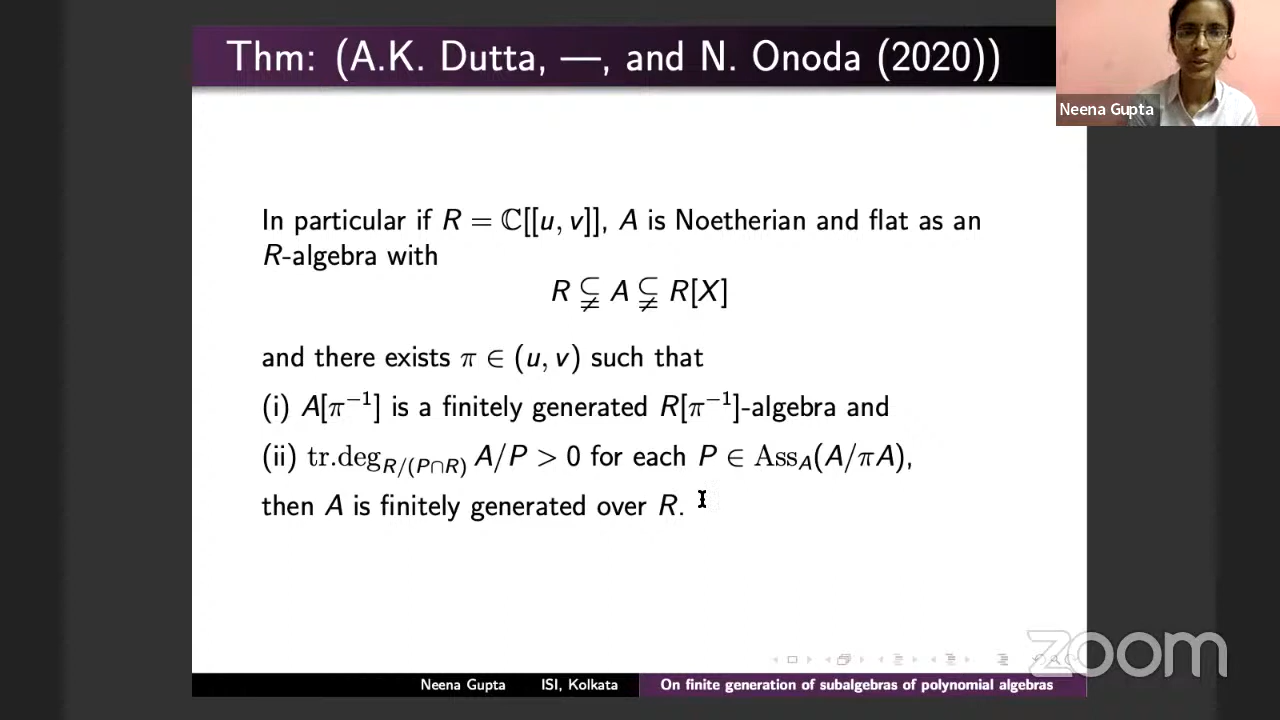 Thm: (A.K. Dutta, —, and N. Onoda (2020))
Neena Gupta
In particular if R = ℂ[[u, v]], A is Noetherian and flat as an
R-algebra with
R ⊊ A ⊊ R[X]
and there exists π ∈ (u, v) such that
(i) A[π⁻¹] is a finitely generated R[π⁻¹]-algebra and
(ii) tr.deg_{R/(P∩R)} A/P > 0 for each P ∈ Ass_A(A/πA),
then A is finitely generated over R.
zoom
Neena Gupta ISI, Kolkata On finite generation of subalgebras of polynomial algebras